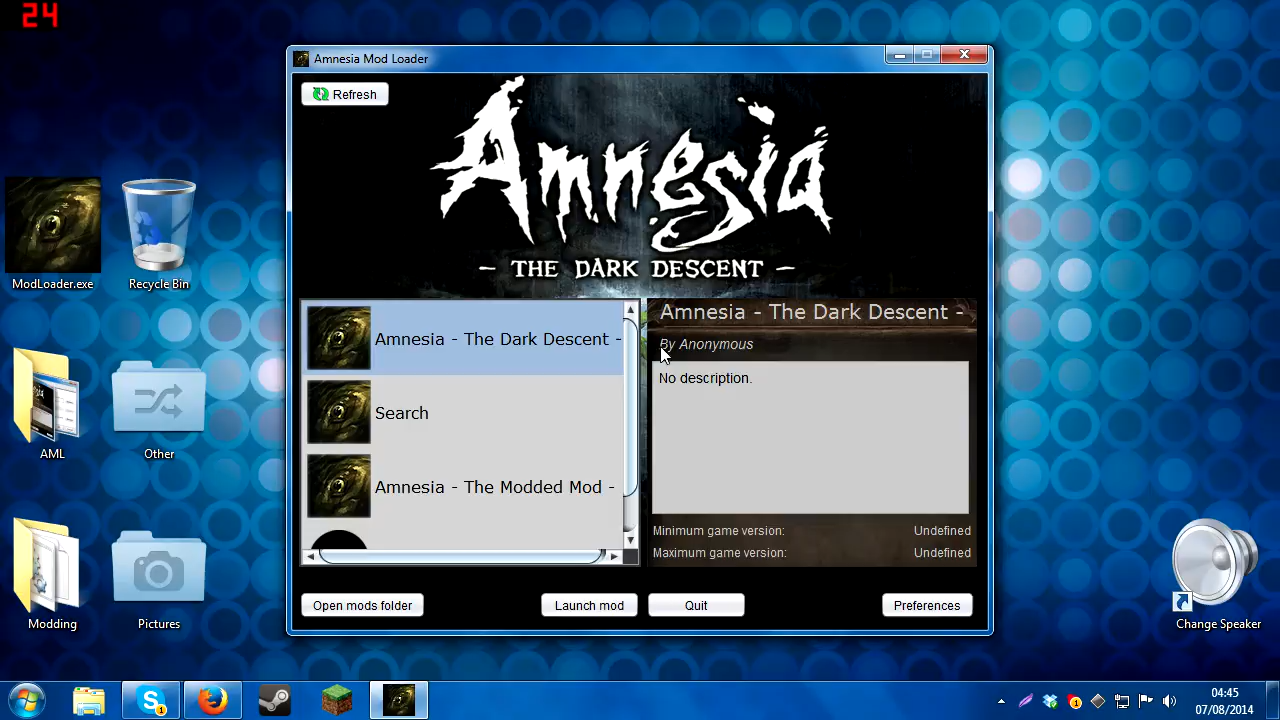 24
Amnesia Mod Loader
Refresh
Amnesia
- THE DARK DESCENT -
Amnesia - The Dark Descent -
Search
Amnesia - The Modded Mod -
Amnesia - The Dark Descent -
By Anonymous
No description.
Minimum game version: Undefined
Maximum game version: Undefined
Open mods folder
Launch mod
Quit
Preferences
ModLoader.exe
Recycle Bin
AML
Other
Modding
Pictures
Change Speaker
S
1
1
04:45
07/08/2014